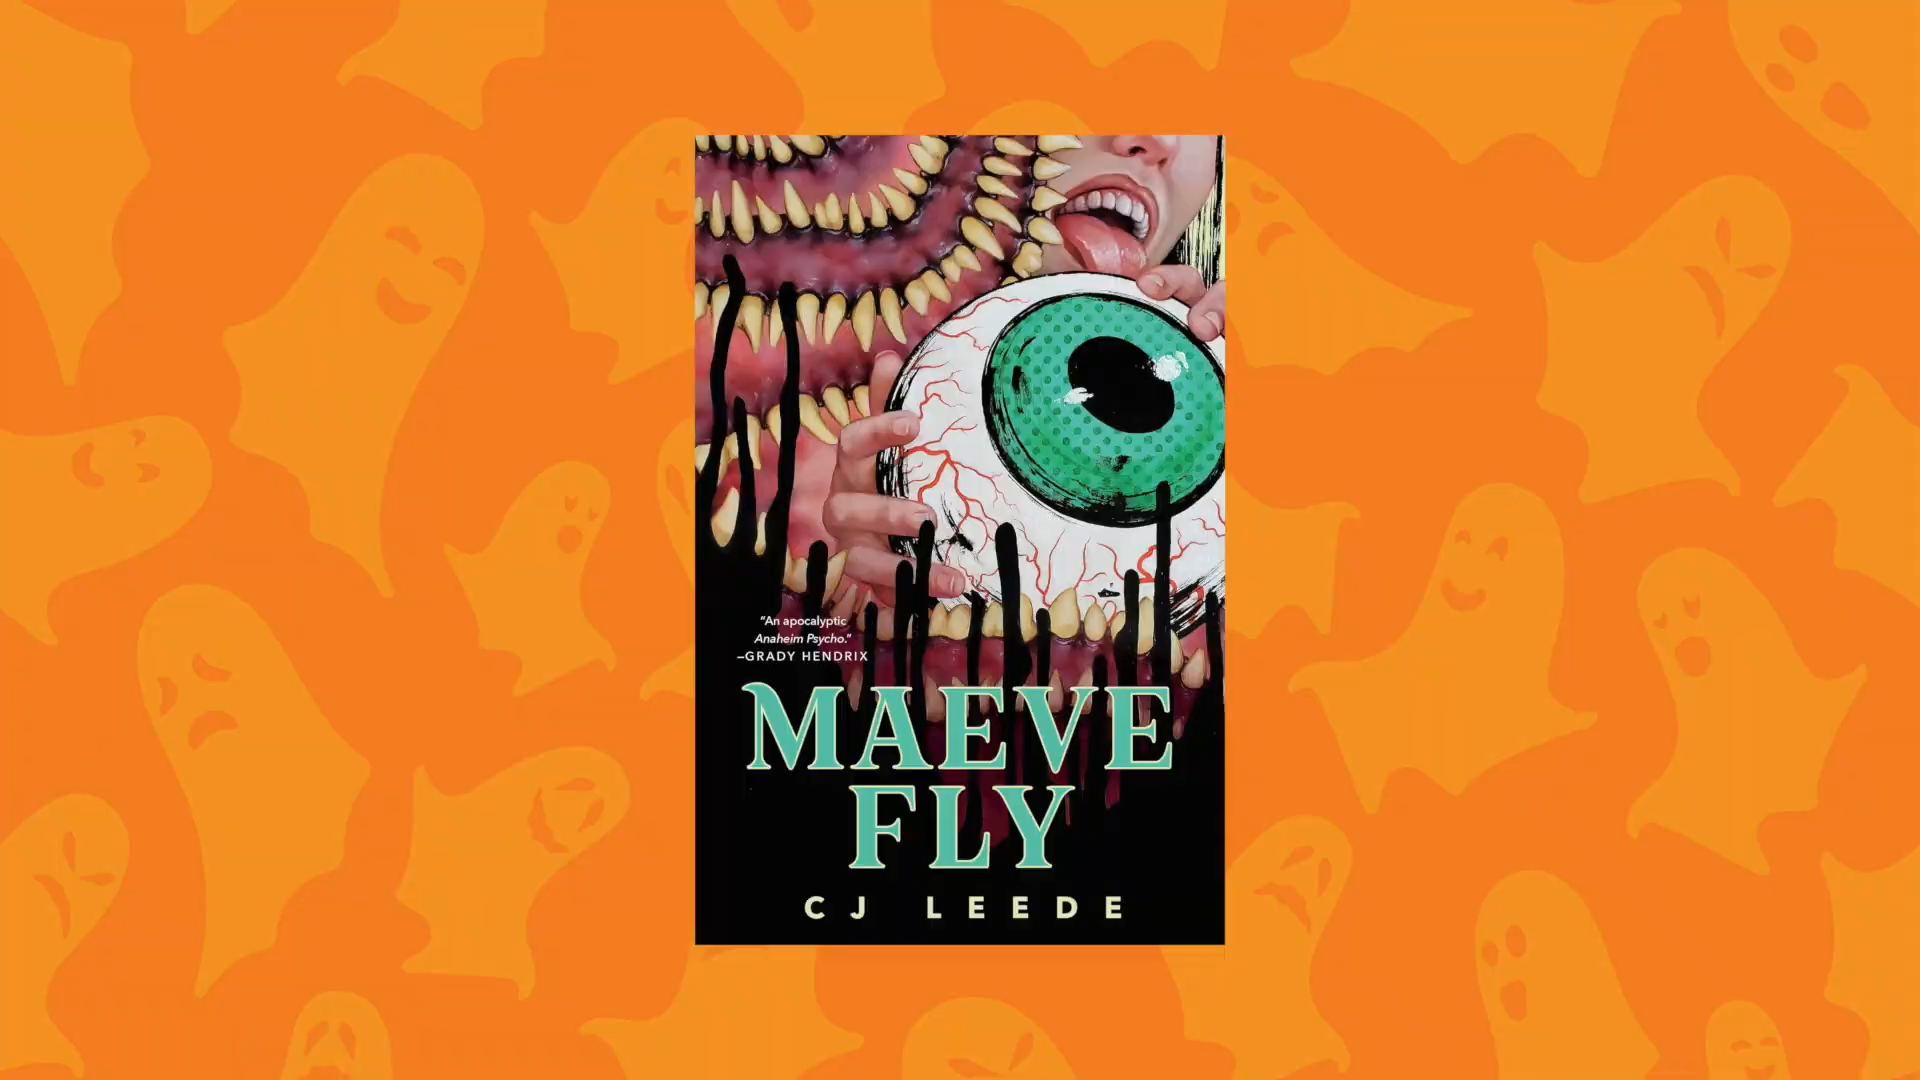 "An apocalyptic
Anaheim Psycho."
—GRADY HENDRIX
MAEVE
FLY
CJ LEEDE